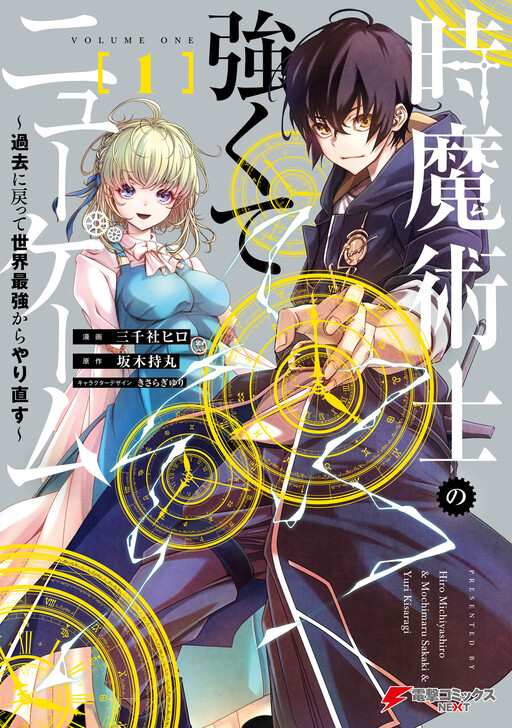 VOLUME ONE
[1]
時魔術士の
強くて
ニューゲーム
～過去に戻って世界最強からやり直す～
漫画 三千社ヒロ
原作 坂木持丸
キャラクターデザイン きさらぎゆり
PRESENTED BY
Hiro Michiyashiro
& Mochimaru Sakaki &
Yuri Kisaragi
電撃コミックス
NEXT